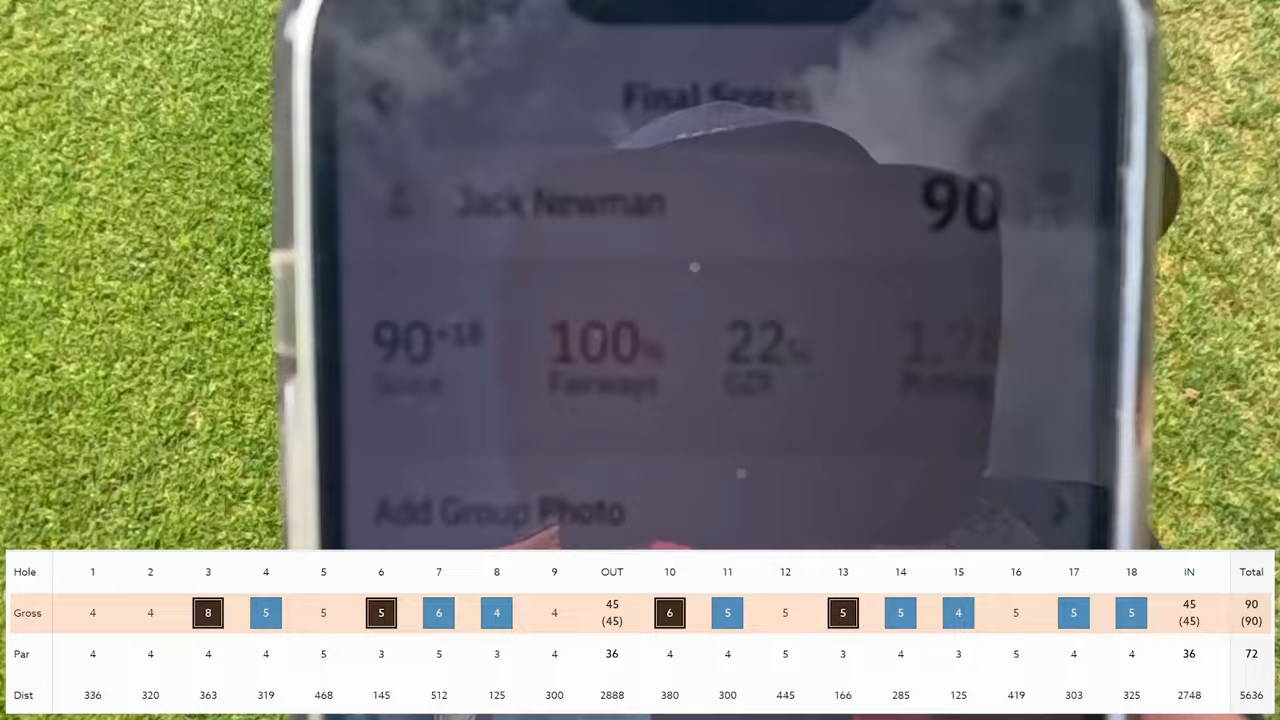 Final Scores
Jack Newman 90
90+18 100% 22% 1.78
Score Fairways GIR Putting
Add Group Photo
Hole 1 2 3 4 5 6 7 8 9 OUT 10 11 12 13 14 15 16 17 18 IN Total
Gross 4 4 8 5 5 5 6 4 4 45 (45) 6 5 5 5 5 4 5 5 5 45 (45) 90 (90)
Par 4 4 4 4 5 3 5 3 4 36 4 4 5 3 4 3 5 4 4 36 72
Dist 336 320 363 319 468 145 512 125 300 2888 380 300 445 166 285 125 419 303 325 2748 5636